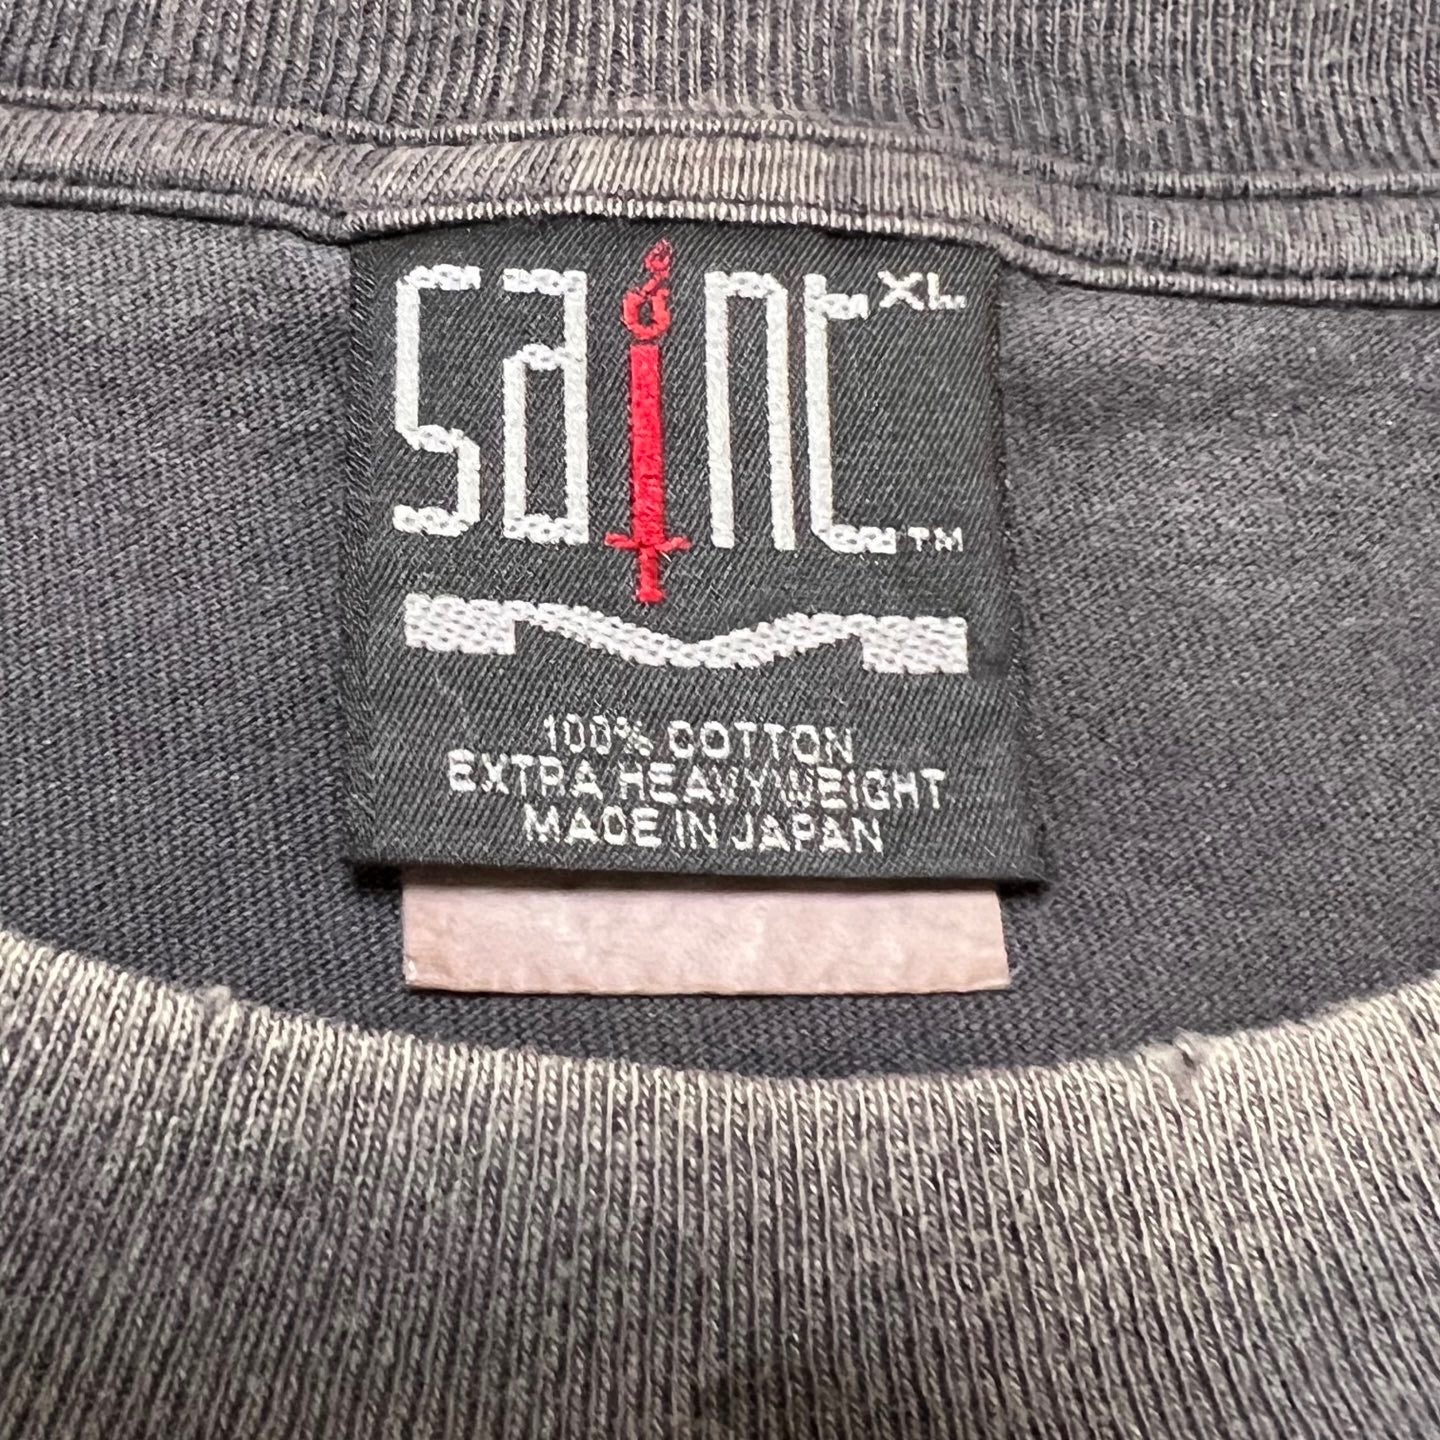 saint XL.
TM
100% COTTON
EXTRA HEAVYWEIGHT
MADE IN JAPAN